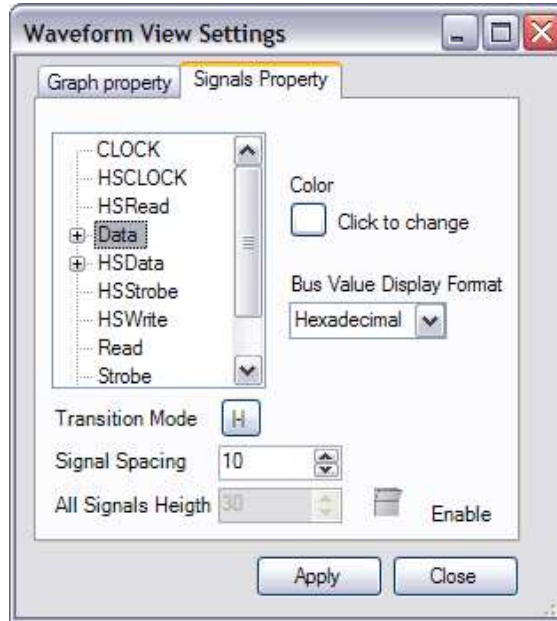 Waveform View Settings
Graph property
Signals Property
CLOCK
HSCLOCK
HSRead
Data
HSData
HSStrobe
HSWrite
Read
Strobe
Color
Click to change
Bus Value Display Format
Hexadecimal
Transition Mode
H
Signal Spacing
10
All Signals Heigth
30
Enable
Apply
Close